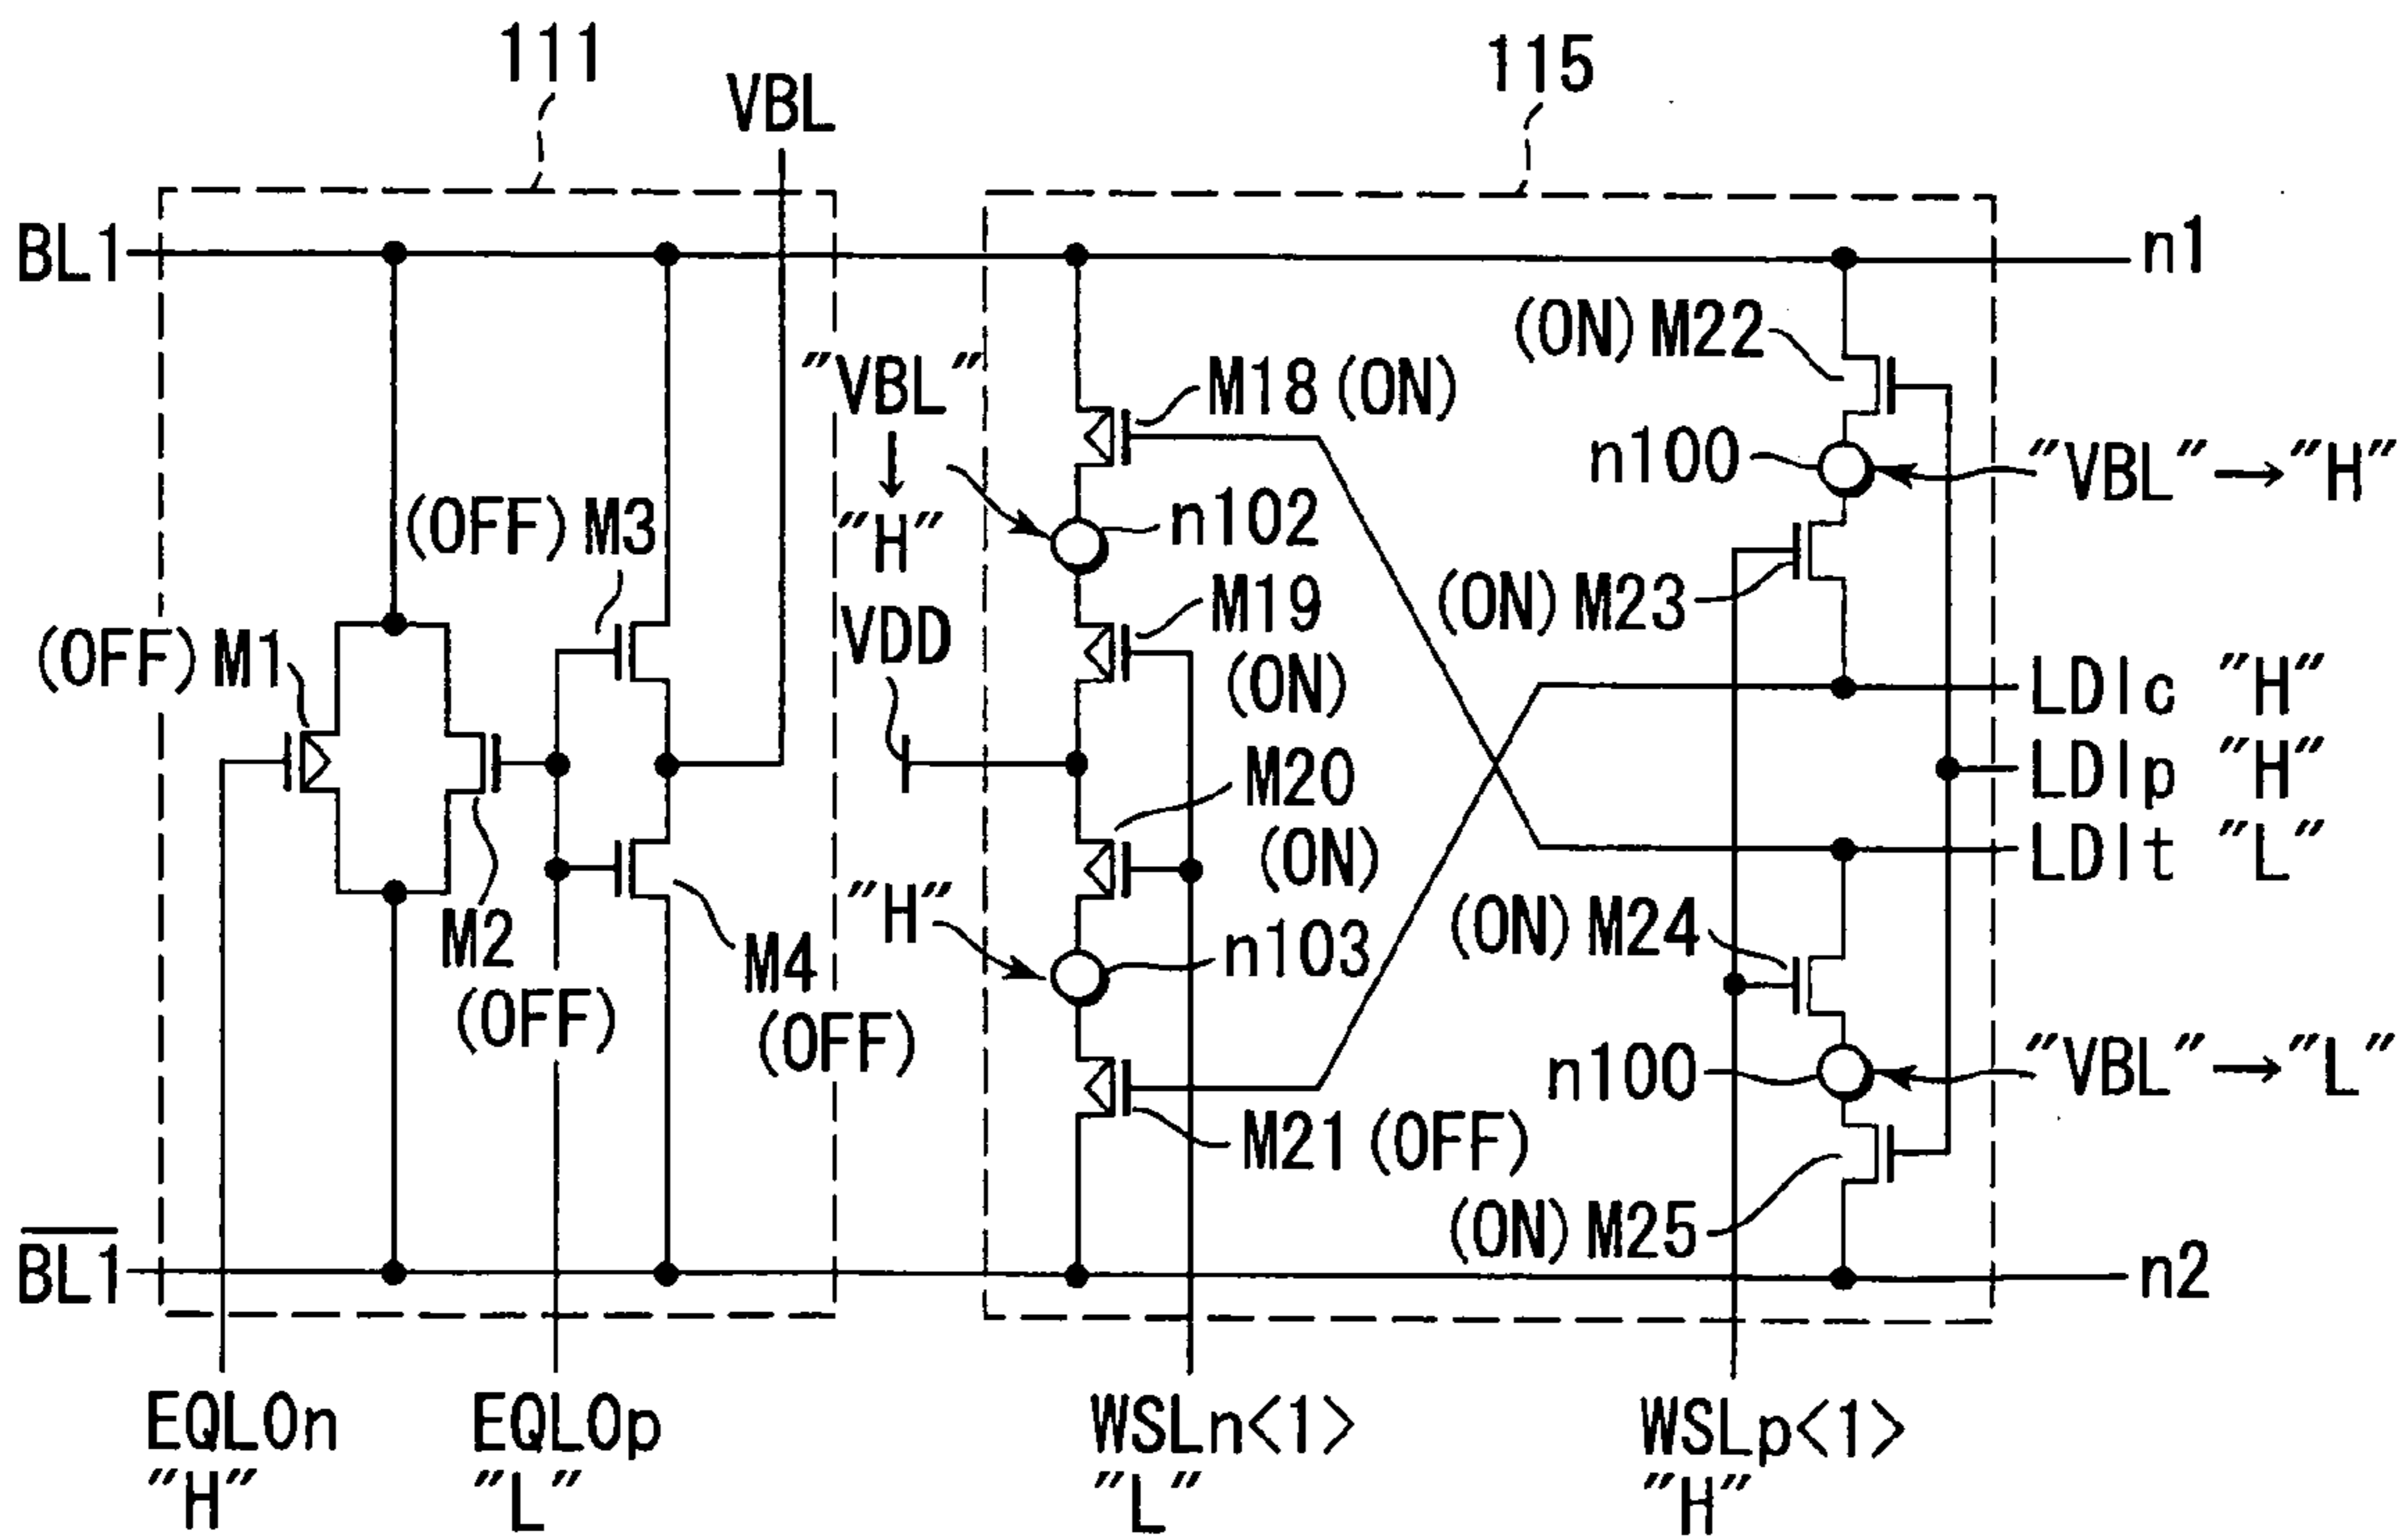 111
115
VBL
BL1
n1
(ON) M22
"VBL"
M18 (ON)
n100
"VBL" → "H"
(OFF) M3
"H"
n102
M19
(ON)
(ON) M23
(OFF) M1
VDD
LDIc "H"
M20
(ON)
LDIp "H"
LDIt "L"
"H"
M2
(OFF)
M4
(OFF)
n103
(ON) M24
n100
"VBL" → "L"
M21 (OFF)
(ON) M25
BL1
n2
EQL0n
"H"
EQL0p
"L"
WSLn<1>
"L"
WSLp<1>
"H"